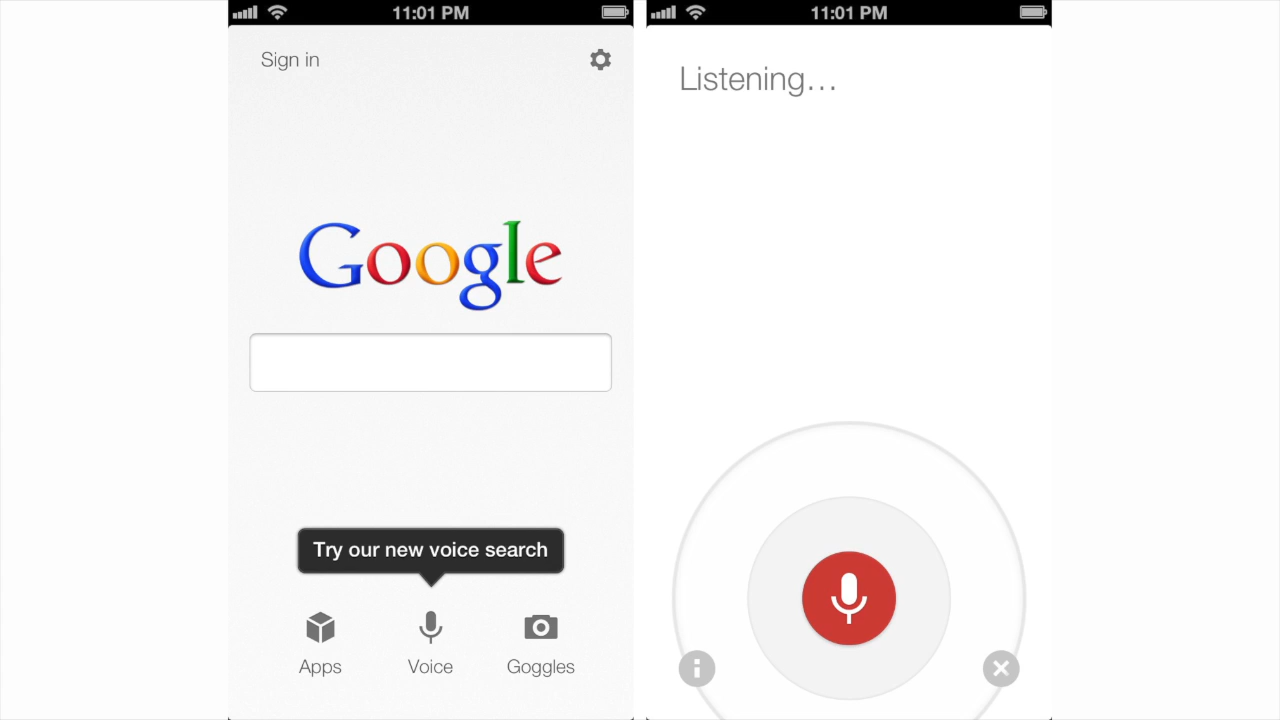 11:01 PM
Sign in
Google
Try our new voice search
Apps
Voice
Goggles
11:01 PM
Listening...